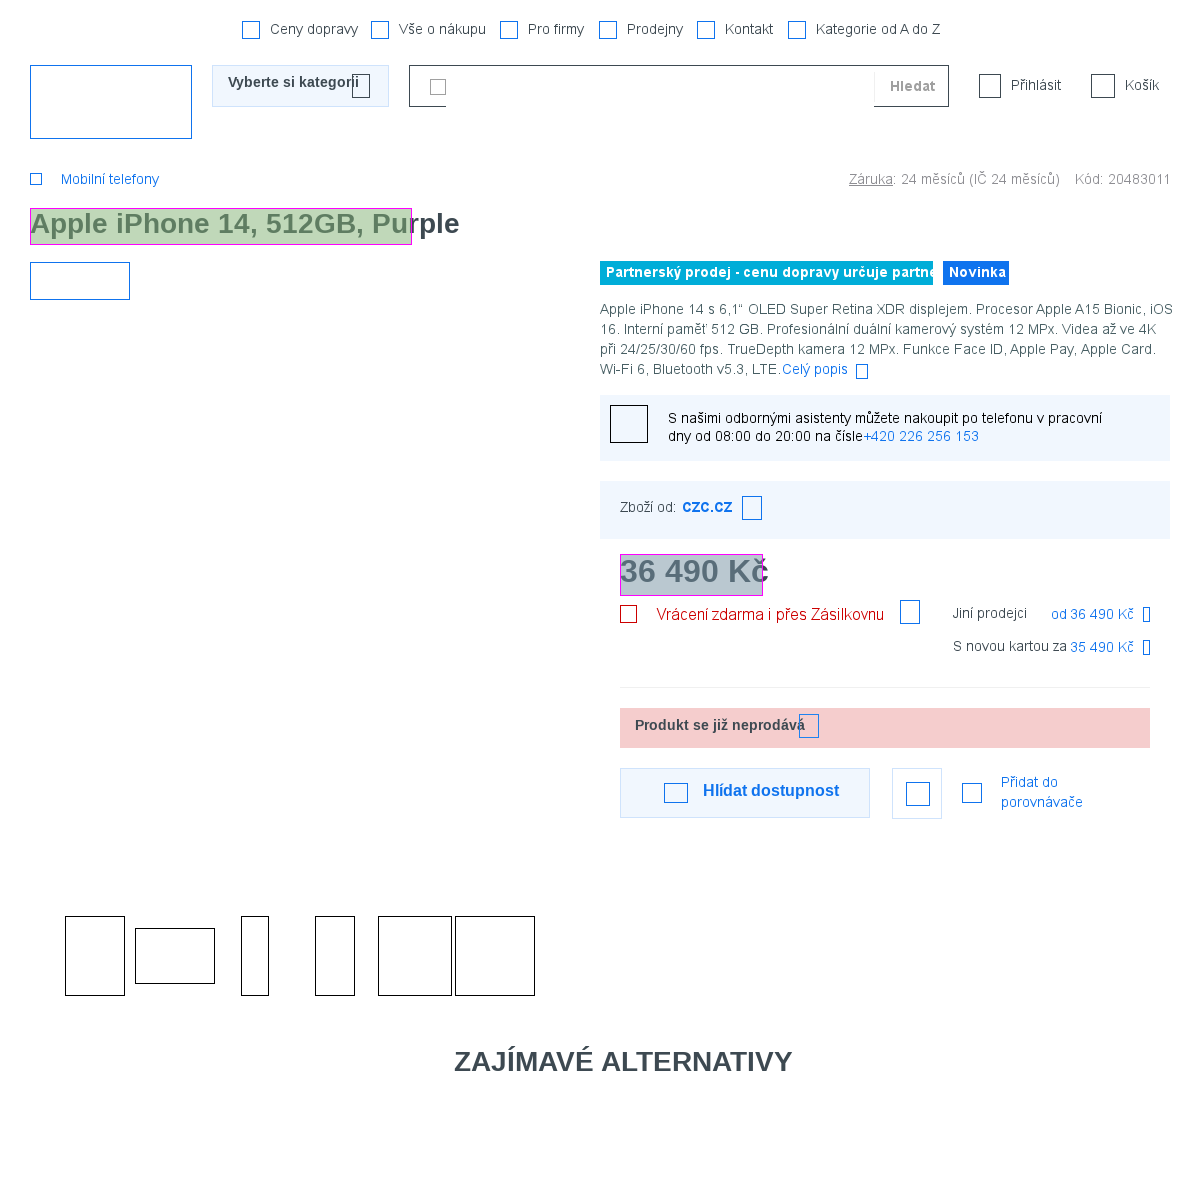 Ceny dopravy Vše o nákupu Pro firmy Prodejny Kontakt Kategorie od A do Z
Vyberte si kategorii Hledat Přihlásit Košík
Mobilní telefony Záruka: 24 měsíců (IČ 24 měsíců) Kód: 20483011
Apple iPhone 14, 512GB, Purple
Partnerský prodej - cenu dopravy určuje partne Novinka
Apple iPhone 14 s 6,1“ OLED Super Retina XDR displejem. Procesor Apple A15 Bionic, iOS
16. Interní paměť 512 GB. Profesionální duální kamerový systém 12 MPx. Videa až ve 4K
při 24/25/30/60 fps. TrueDepth kamera 12 MPx. Funkce Face ID, Apple Pay, Apple Card.
Wi-Fi 6, Bluetooth v5.3, LTE.Celý popis
S našimi odbornými asistenty můžete nakoupit po telefonu v pracovní
dny od 08:00 do 20:00 na čísle+420 226 256 153
Zboží od: czc.cz
36 490 Kč
Vrácení zdarma i přes Zásilkovnu Jiní prodejci od 36 490 Kč
S novou kartou za 35 490 Kč
Produkt se již neprodává
Hlídat dostupnost Přidat do
porovnávače
ZAJÍMAVÉ ALTERNATIVY